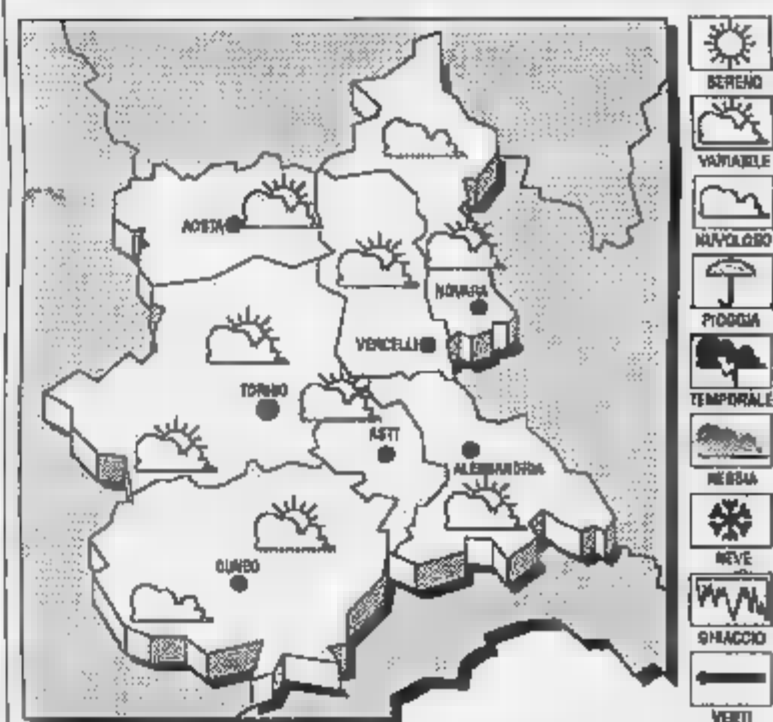 AOSTA
NOVARA
VERCELLI
TORINO
ASTI
ALESSANDRIA
CUNEO
SERENO
VARIABILE
NUVOLOSO
PIOGGIA
TEMPORALE
NEBBIA
NEVE
GHIACCIO
VENTI